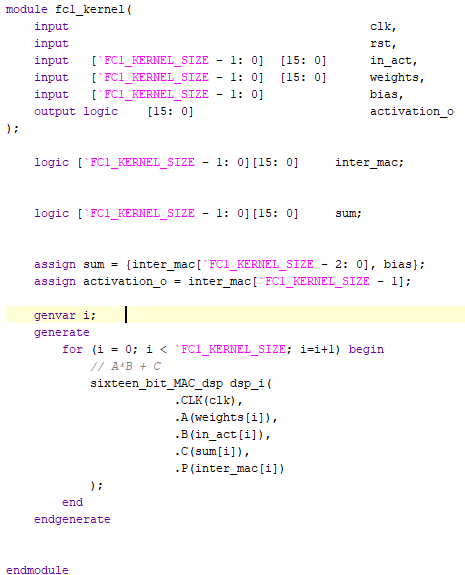 module fc1_kernel(
    input                                           clk,
    input                                           rst,
    input   [`FC1_KERNEL_SIZE - 1: 0]  [15: 0]      in_act,
    input   [`FC1_KERNEL_SIZE - 1: 0]  [15: 0]      weights,
    input   [`FC1_KERNEL_SIZE - 1: 0]               bias,
    output logic    [15: 0]                         activation_o
);
    logic [`FC1_KERNEL_SIZE - 1: 0][15: 0]     inter_mac;
    logic [`FC1_KERNEL_SIZE - 1: 0][15: 0]     sum;
    assign sum = {inter_mac[`FC1_KERNEL_SIZE - 2: 0], bias};
    assign activation_o = inter_mac[`FC1_KERNEL_SIZE - 1];
    genvar i;
    generate
        for (i = 0; i < `FC1_KERNEL_SIZE; i=i+1) begin
            // A*B + C
            sixteen_bit_MAC_dsp dsp_i(
                        .CLK(clk),
                        .A(weights[i]),
                        .B(in_act[i]),
                        .C(sum[i]),
                        .P(inter_mac[i])
            );
        end
    endgenerate
endmodule